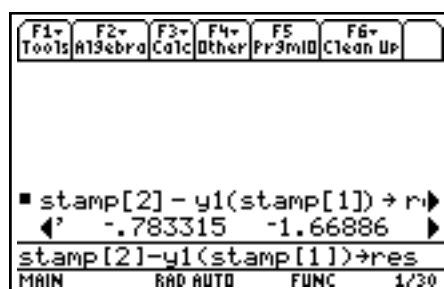 F1▾ F2▾ F3▾ F4▾ F5 F6▾
Tools Algebra Calc Other PrgmIO Clean Up
▪ stamp[2] - y1(stamp[1]) → r▶
◀' -.783315 -1.66886 ▶
stamp[2]-y1(stamp[1])→res
MAIN RAD AUTO FUNC 1/30